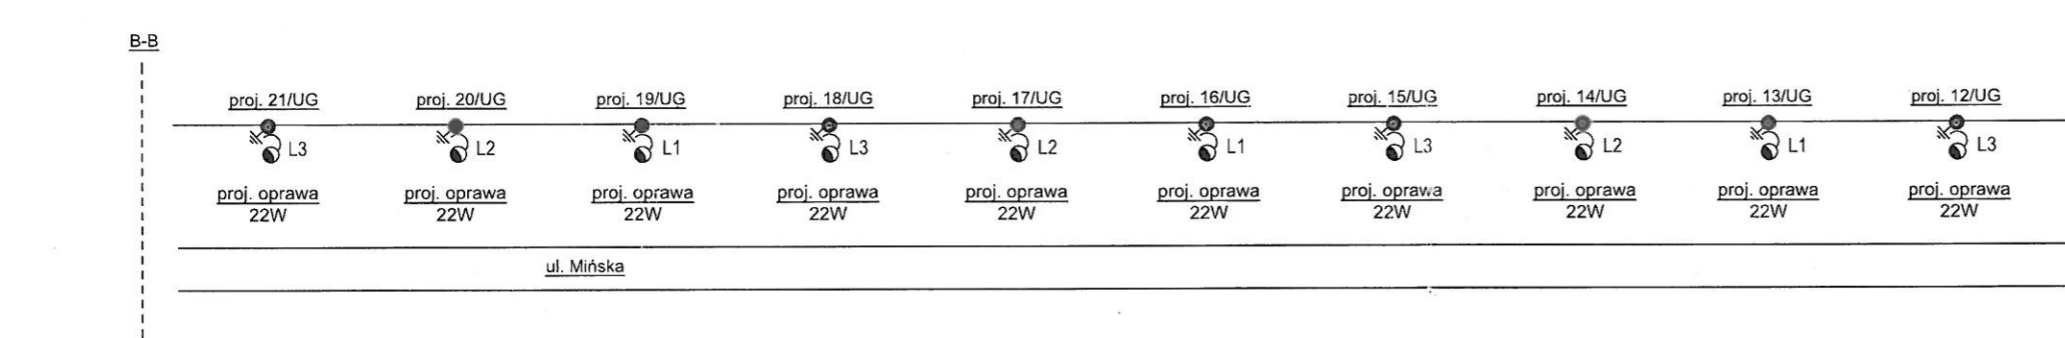 B-B
proj. 21/UG proj. 20/UG proj. 19/UG proj. 18/UG proj. 17/UG proj. 16/UG proj. 15/UG proj. 14/UG proj. 13/UG proj. 12/UG
L3 L2 L1 L3 L2 L1 L3 L2 L1 L3
proj. oprawa proj. oprawa proj. oprawa proj. oprawa proj. oprawa proj. oprawa proj. oprawa proj. oprawa proj. oprawa proj. oprawa
22W 22W 22W 22W 22W 22W 22W 22W 22W 22W
ul. Mińska